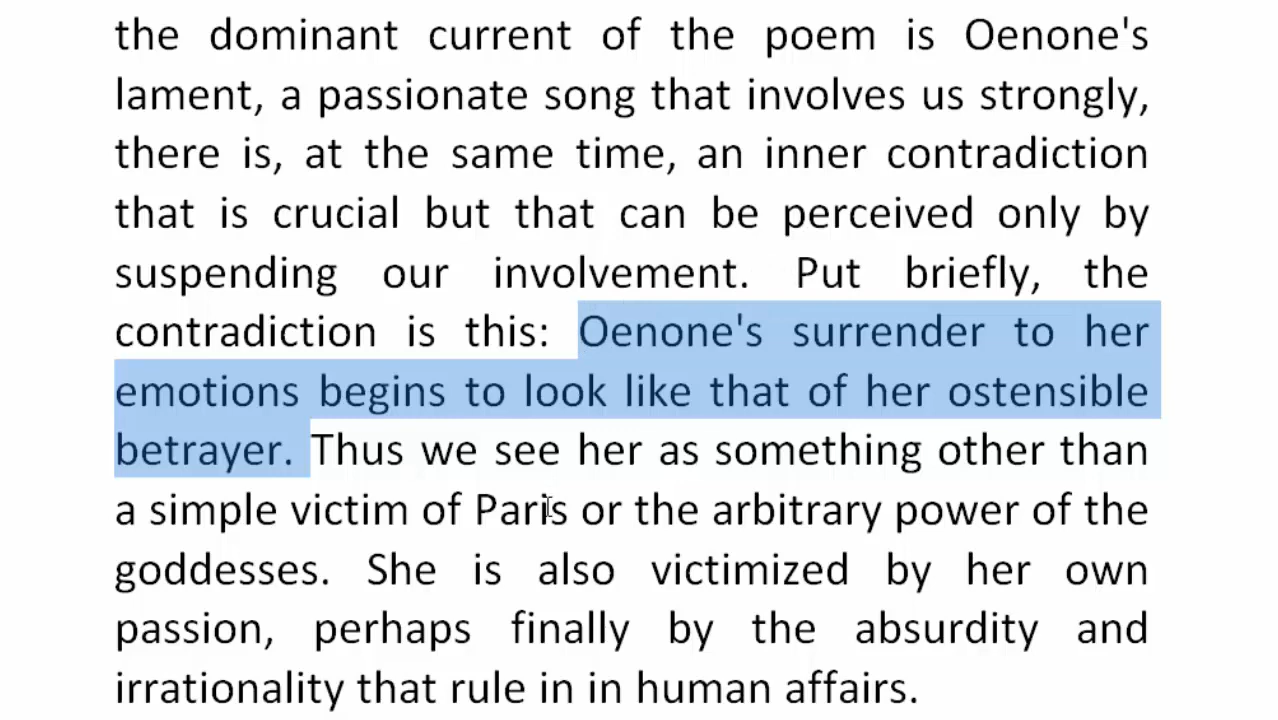 the dominant current of the poem is Oenone's
lament, a passionate song that involves us strongly,
there is, at the same time, an inner contradiction
that is crucial but that can be perceived only by
suspending our involvement. Put briefly, the
contradiction is this: Oenone's surrender to her
emotions begins to look like that of her ostensible
betrayer. Thus we see her as something other than
a simple victim of Paris or the arbitrary power of the
goddesses. She is also victimized by her own
passion, perhaps finally by the absurdity and
irrationality that rule in in human affairs.